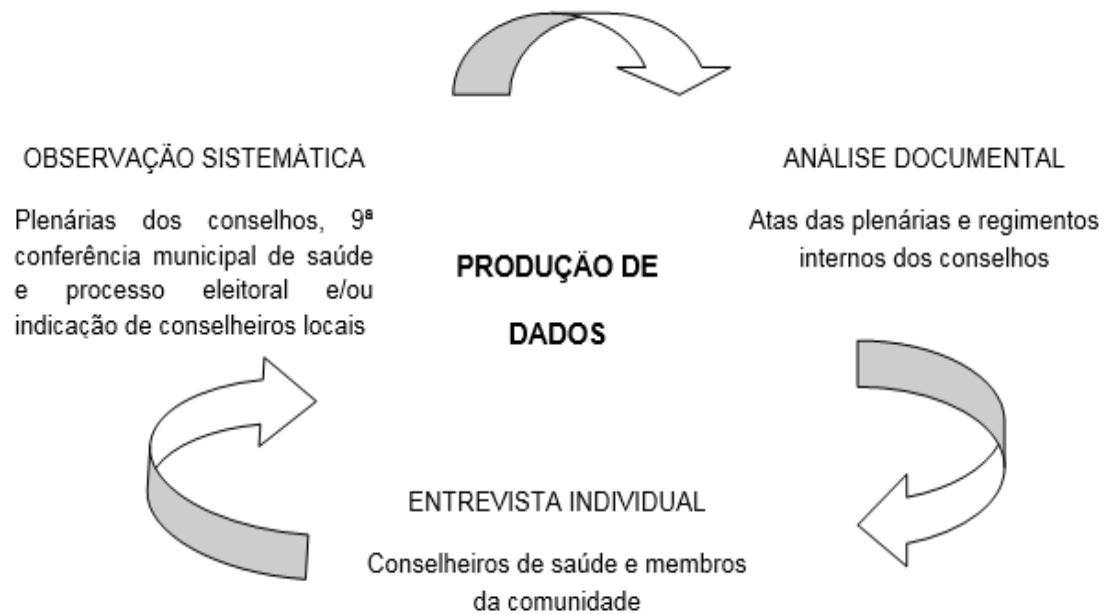 OBSERVAÇÃO SISTEMÁTICA
Plenárias dos conselhos, 9ª
conferência municipal de saúde
e processo eleitoral e/ou
indicação de conselheiros locais
PRODUÇÃO DE
DADOS
ANÁLISE DOCUMENTAL
Atas das plenárias e regimentos
internos dos conselhos
ENTREVISTA INDIVIDUAL
Conselheiros de saúde e membros
da comunidade